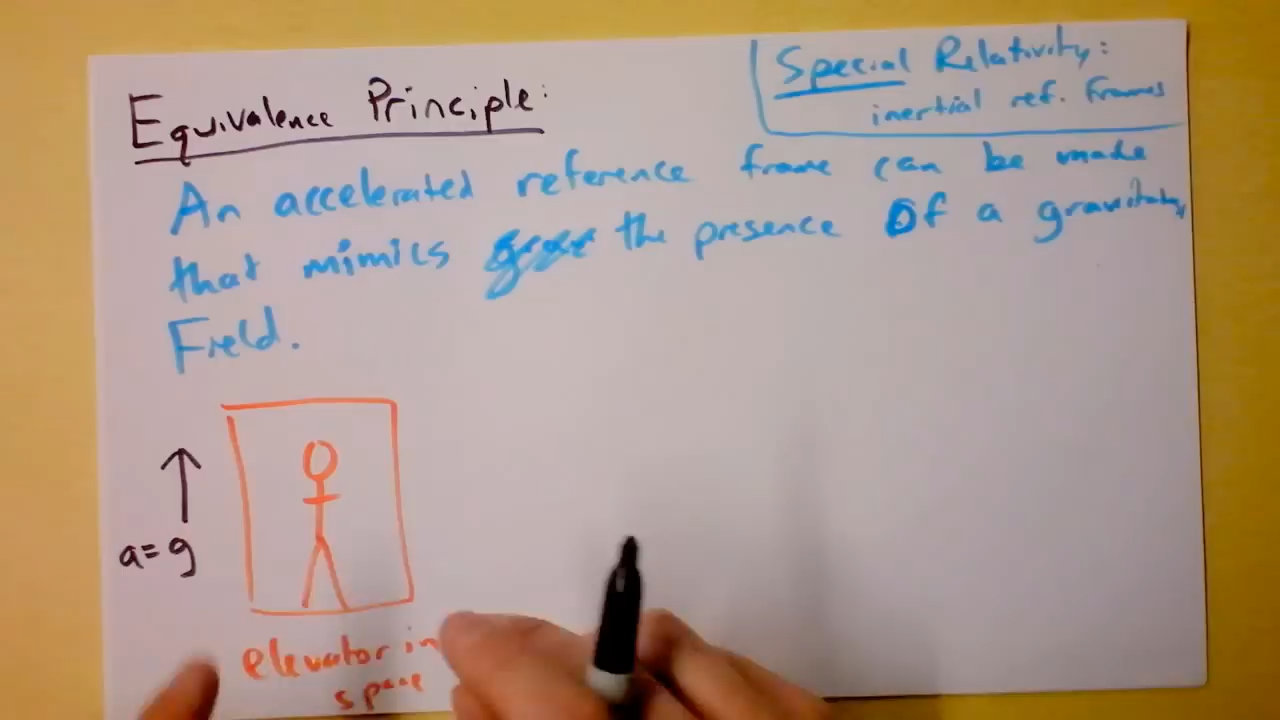 Equivalence Principle:
Special Relativity:
inertial ref. Frames
An accelerated reference frame can be made
that mimics the presence Of a gravitaty
Field.
a=g
elevator in
space